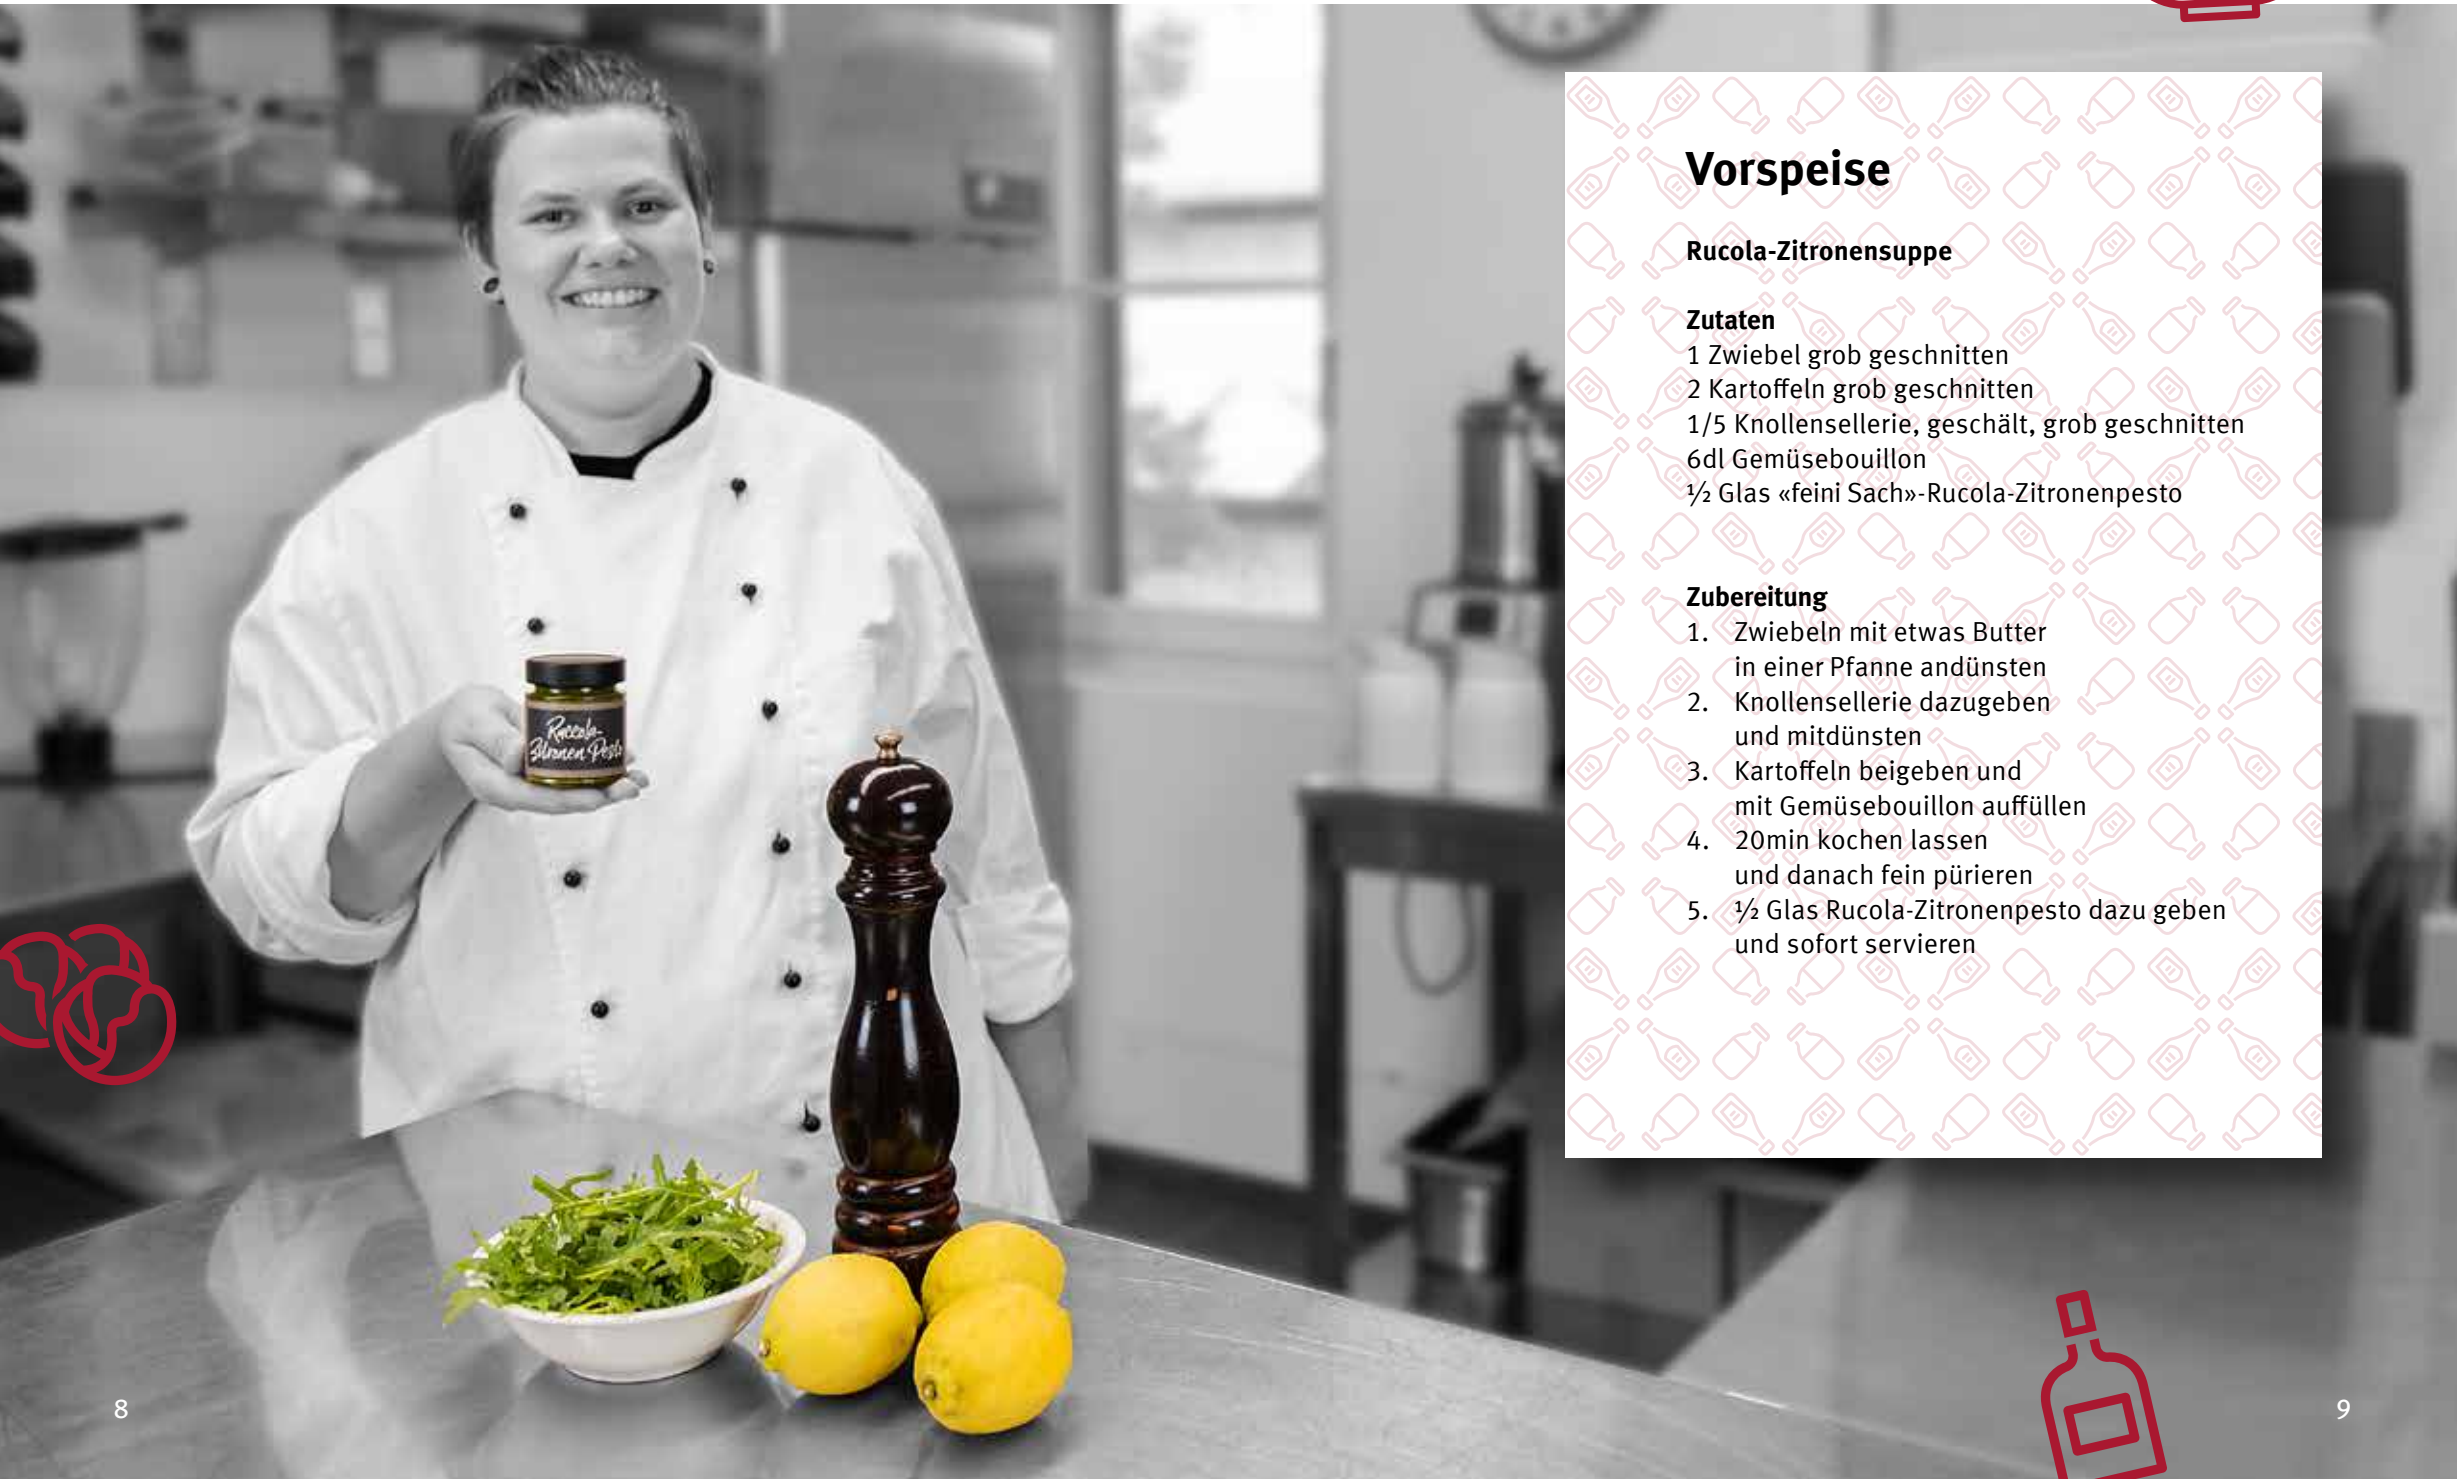 Ruccola-
Zitronen Pesto
8
Vorspeise
Rucola-Zitronensuppe
Zutaten
1 Zwiebel grob geschnitten
2 Kartoffeln grob geschnitten
1/5 Knollensellerie, geschält, grob geschnitten
6dl Gemüsebouillon
½ Glas «feini Sach»-Rucola-Zitronenpesto
Zubereitung
1. Zwiebeln mit etwas Butter
in einer Pfanne andünsten
2. Knollensellerie dazugeben
und mitdünsten
3. Kartoffeln beigeben und
mit Gemüsebouillon auffüllen
4. 20min kochen lassen
und danach fein pürieren
5. ½ Glas Rucola-Zitronenpesto dazu geben
und sofort servieren
9